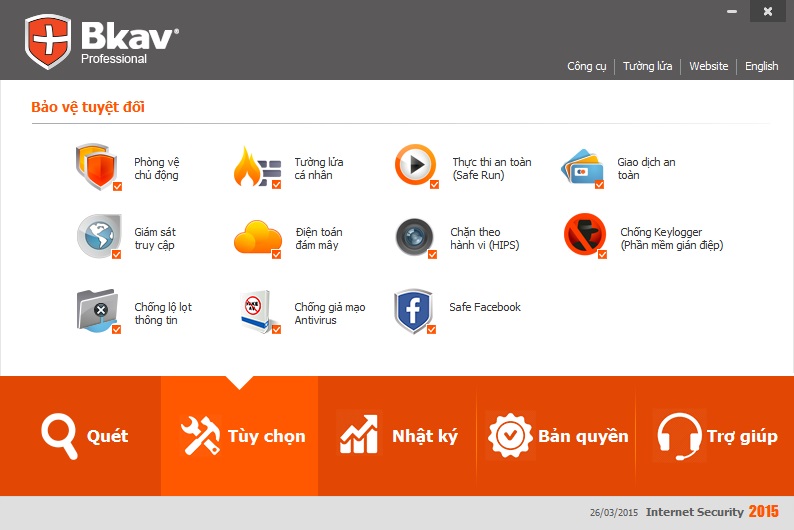 Bkav®
Professional
Công cụ
Tường lửa
Website
English
Bảo vệ tuyệt đối
Phòng vệ
chủ động
Tường lửa
cá nhân
Thực thi an toàn
(Safe Run)
Giao dịch an
toàn
Giám sát
truy cập
Điện toán
đám mây
Chặn theo
hành vi (HIPS)
Chống Keylogger
(Phần mềm gián điệp)
Chống lộ lọt
thông tin
FAKE
AV
Chống giả mạo
Antivirus
Safe Facebook
Quét
Tùy chọn
Nhật ký
Bản quyền
Trợ giúp
26/03/2015 Internet Security 2015